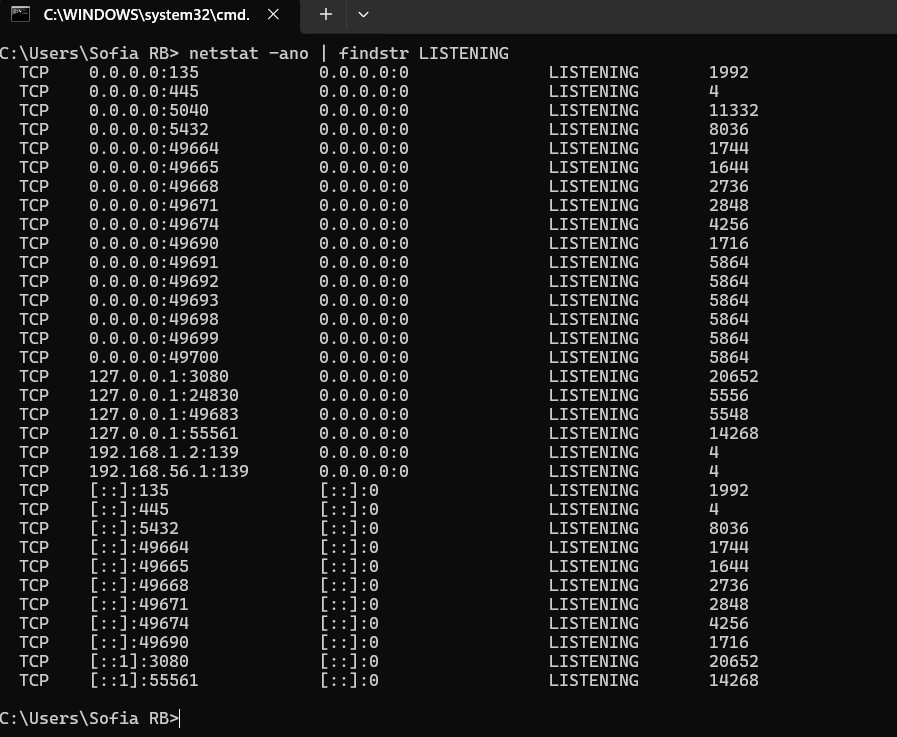 C:\WINDOWS\system32\cmd.
C:\Users\Sofia RB> netstat -ano | findstr LISTENING
TCP 0.0.0.0:135 0.0.0.0:0 LISTENING 1992
TCP 0.0.0.0:445 0.0.0.0:0 LISTENING 4
TCP 0.0.0.0:5040 0.0.0.0:0 LISTENING 11332
TCP 0.0.0.0:5432 0.0.0.0:0 LISTENING 8036
TCP 0.0.0.0:49664 0.0.0.0:0 LISTENING 1744
TCP 0.0.0.0:49665 0.0.0.0:0 LISTENING 1644
TCP 0.0.0.0:49668 0.0.0.0:0 LISTENING 2736
TCP 0.0.0.0:49671 0.0.0.0:0 LISTENING 2848
TCP 0.0.0.0:49674 0.0.0.0:0 LISTENING 4256
TCP 0.0.0.0:49690 0.0.0.0:0 LISTENING 1716
TCP 0.0.0.0:49691 0.0.0.0:0 LISTENING 5864
TCP 0.0.0.0:49692 0.0.0.0:0 LISTENING 5864
TCP 0.0.0.0:49693 0.0.0.0:0 LISTENING 5864
TCP 0.0.0.0:49698 0.0.0.0:0 LISTENING 5864
TCP 0.0.0.0:49699 0.0.0.0:0 LISTENING 5864
TCP 0.0.0.0:49700 0.0.0.0:0 LISTENING 5864
TCP 127.0.0.1:3080 0.0.0.0:0 LISTENING 20652
TCP 127.0.0.1:24830 0.0.0.0:0 LISTENING 5556
TCP 127.0.0.1:49683 0.0.0.0:0 LISTENING 5548
TCP 127.0.0.1:55561 0.0.0.0:0 LISTENING 14268
TCP 192.168.1.2:139 0.0.0.0:0 LISTENING 4
TCP 192.168.56.1:139 0.0.0.0:0 LISTENING 4
TCP [::]:135 [::]:0 LISTENING 1992
TCP [::]:445 [::]:0 LISTENING 4
TCP [::]:5432 [::]:0 LISTENING 8036
TCP [::]:49664 [::]:0 LISTENING 1744
TCP [::]:49665 [::]:0 LISTENING 1644
TCP [::]:49668 [::]:0 LISTENING 2736
TCP [::]:49671 [::]:0 LISTENING 2848
TCP [::]:49674 [::]:0 LISTENING 4256
TCP [::]:49690 [::]:0 LISTENING 1716
TCP [::1]:3080 [::]:0 LISTENING 20652
TCP [::1]:55561 [::]:0 LISTENING 14268
C:\Users\Sofia RB>